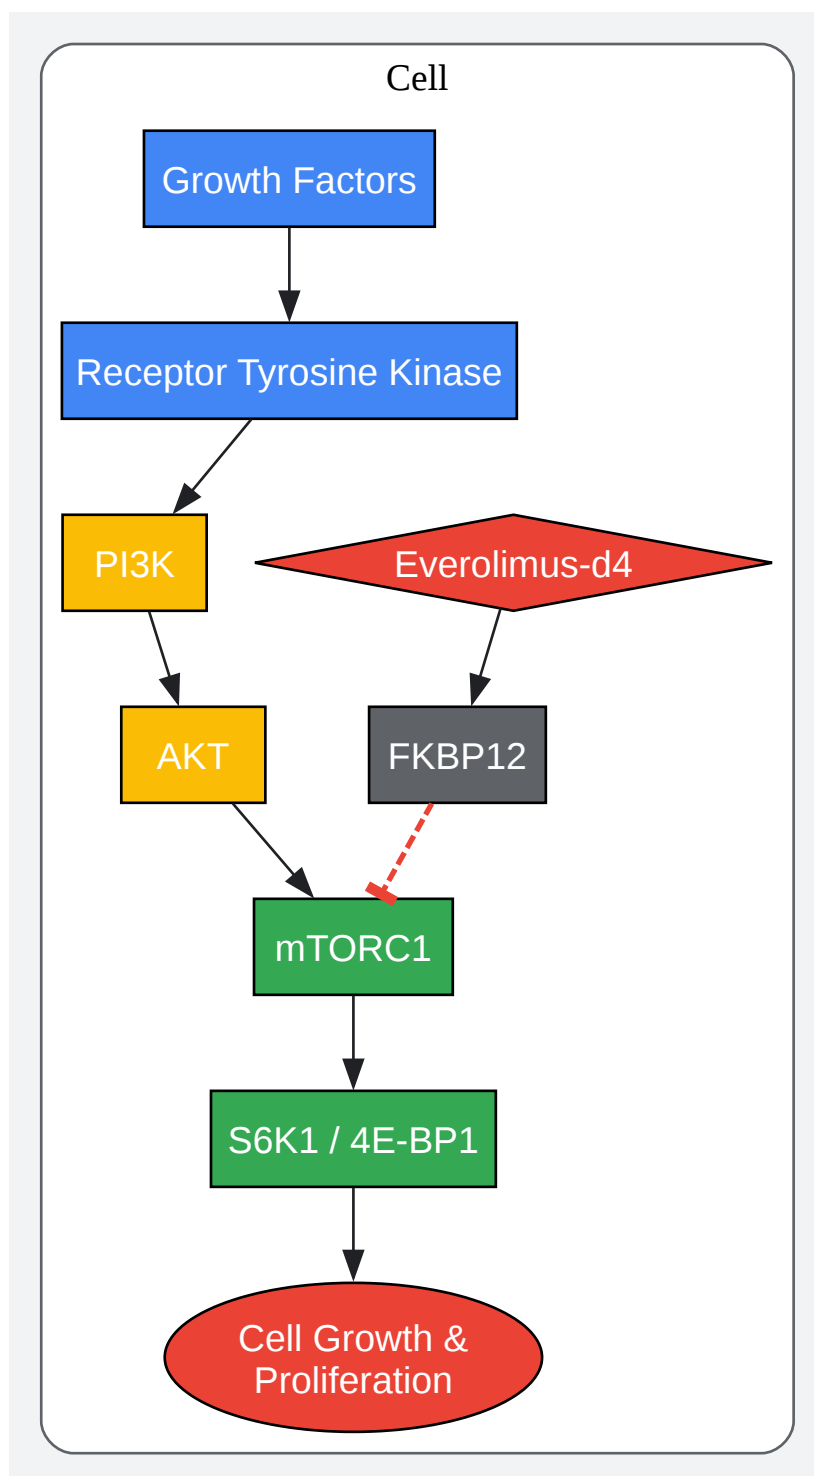 Cell
Growth Factors
Receptor Tyrosine Kinase
PI3K
Everolimus-d4
AKT
FKBP12
mTORC1
S6K1 / 4E-BP1
Cell Growth &
Proliferation